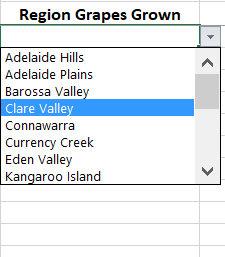 Region Grapes Grown
Adelaide Hills
Adelaide Plains
Barossa Valley
Clare Valley
Connawarra
Currency Creek
Eden Valley
Kangaroo Island